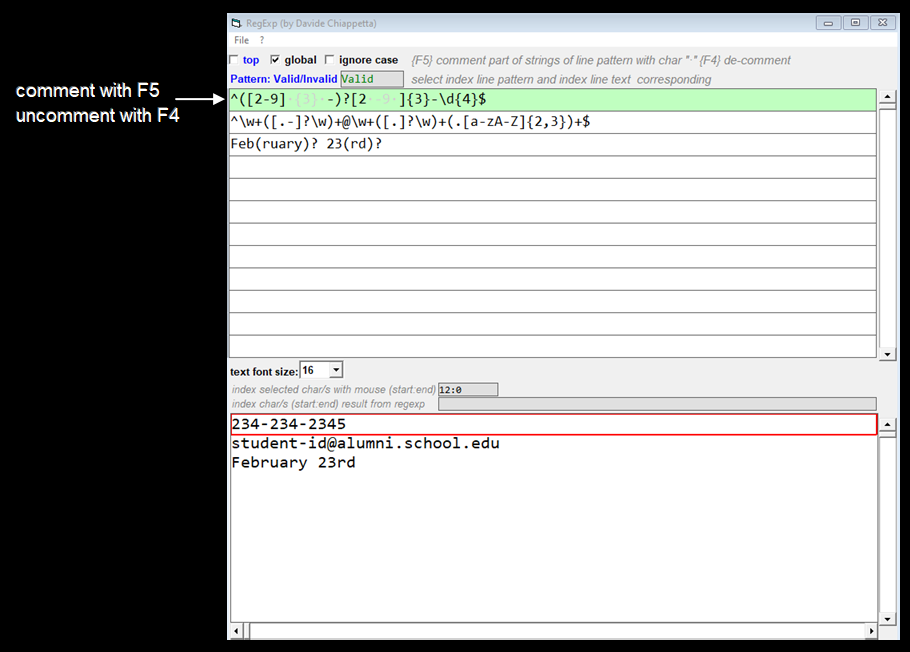 RegExp (by Davide Chiappetta)
File ?
top global ignore case {F5} comment part of strings of line pattern with char "·" {F4} de-comment
Pattern: Valid/Invalid Valid select index line pattern and index line text corresponding
comment with F5
uncomment with F4
^([2-9]·{3}·-)?[2··-9·]{3}-\d{4}$
^\w+([.-]?\w)+@\w+([.]?\w)+(.[a-zA-Z]{2,3})+$
Feb(ruary)? 23(rd)?
text font size: 16
index selected char/s with mouse (start:end) 12:0
index char/s (start:end) result from regexp
234-234-2345
student-id@alumni.school.edu
February 23rd